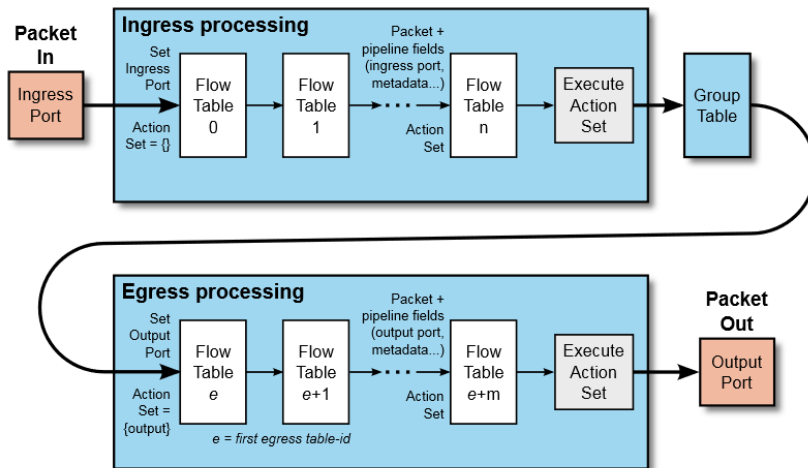 Ingress processing
Packet
In
Ingress
Port
Set
Ingress
Port
Action
Set = {}
Flow
Table
0
Flow
Table
1
Packet +
pipeline fields
(ingress port,
metadata...)
Action
Set
Flow
Table
n
Execute
Action
Set
Group
Table
Egress processing
Set
Output
Port
Action
Set =
{output}
Flow
Table
e
Flow
Table
e+1
e = first egress table-id
Packet +
pipeline fields
(output port,
metadata...)
Action
Set
Flow
Table
e+m
Execute
Action
Set
Packet
Out
Output
Port